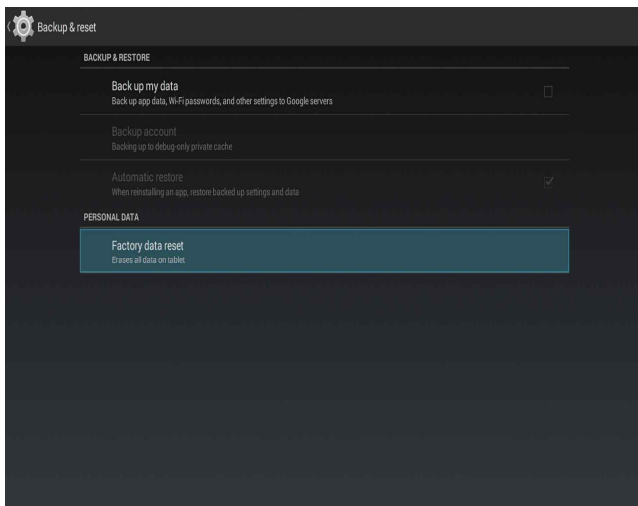 Backup & reset
BACKUP & RESTORE
Back up my data
Back up app data, Wi-Fi passwords, and other settings to Google servers
Backup account
Backing up to debug-only private cache
Automatic restore
When reinstalling an app, restore backed up settings and data
PERSONAL DATA
Factory data reset
Erases all data on tablet